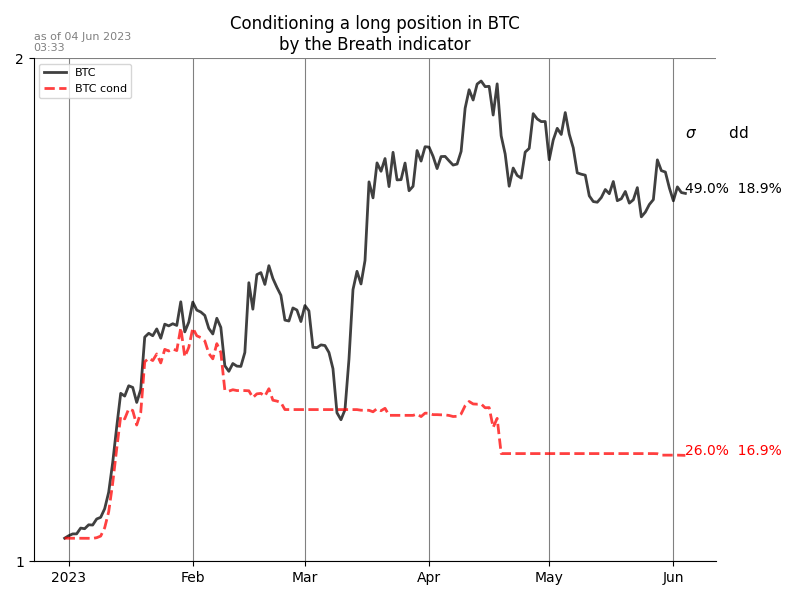 Conditioning a long position in BTC
by the Breath indicator
as of 04 Jun 2023
03:33
2
BTC
BTC cond
σ dd
49.0% 18.9%
26.0% 16.9%
1
2023 Feb Mar Apr May Jun